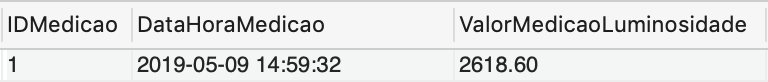 IDMedicao DataHoraMedicao ValorMedicaoLuminosidade
1 2019-05-09 14:59:32 2618.60